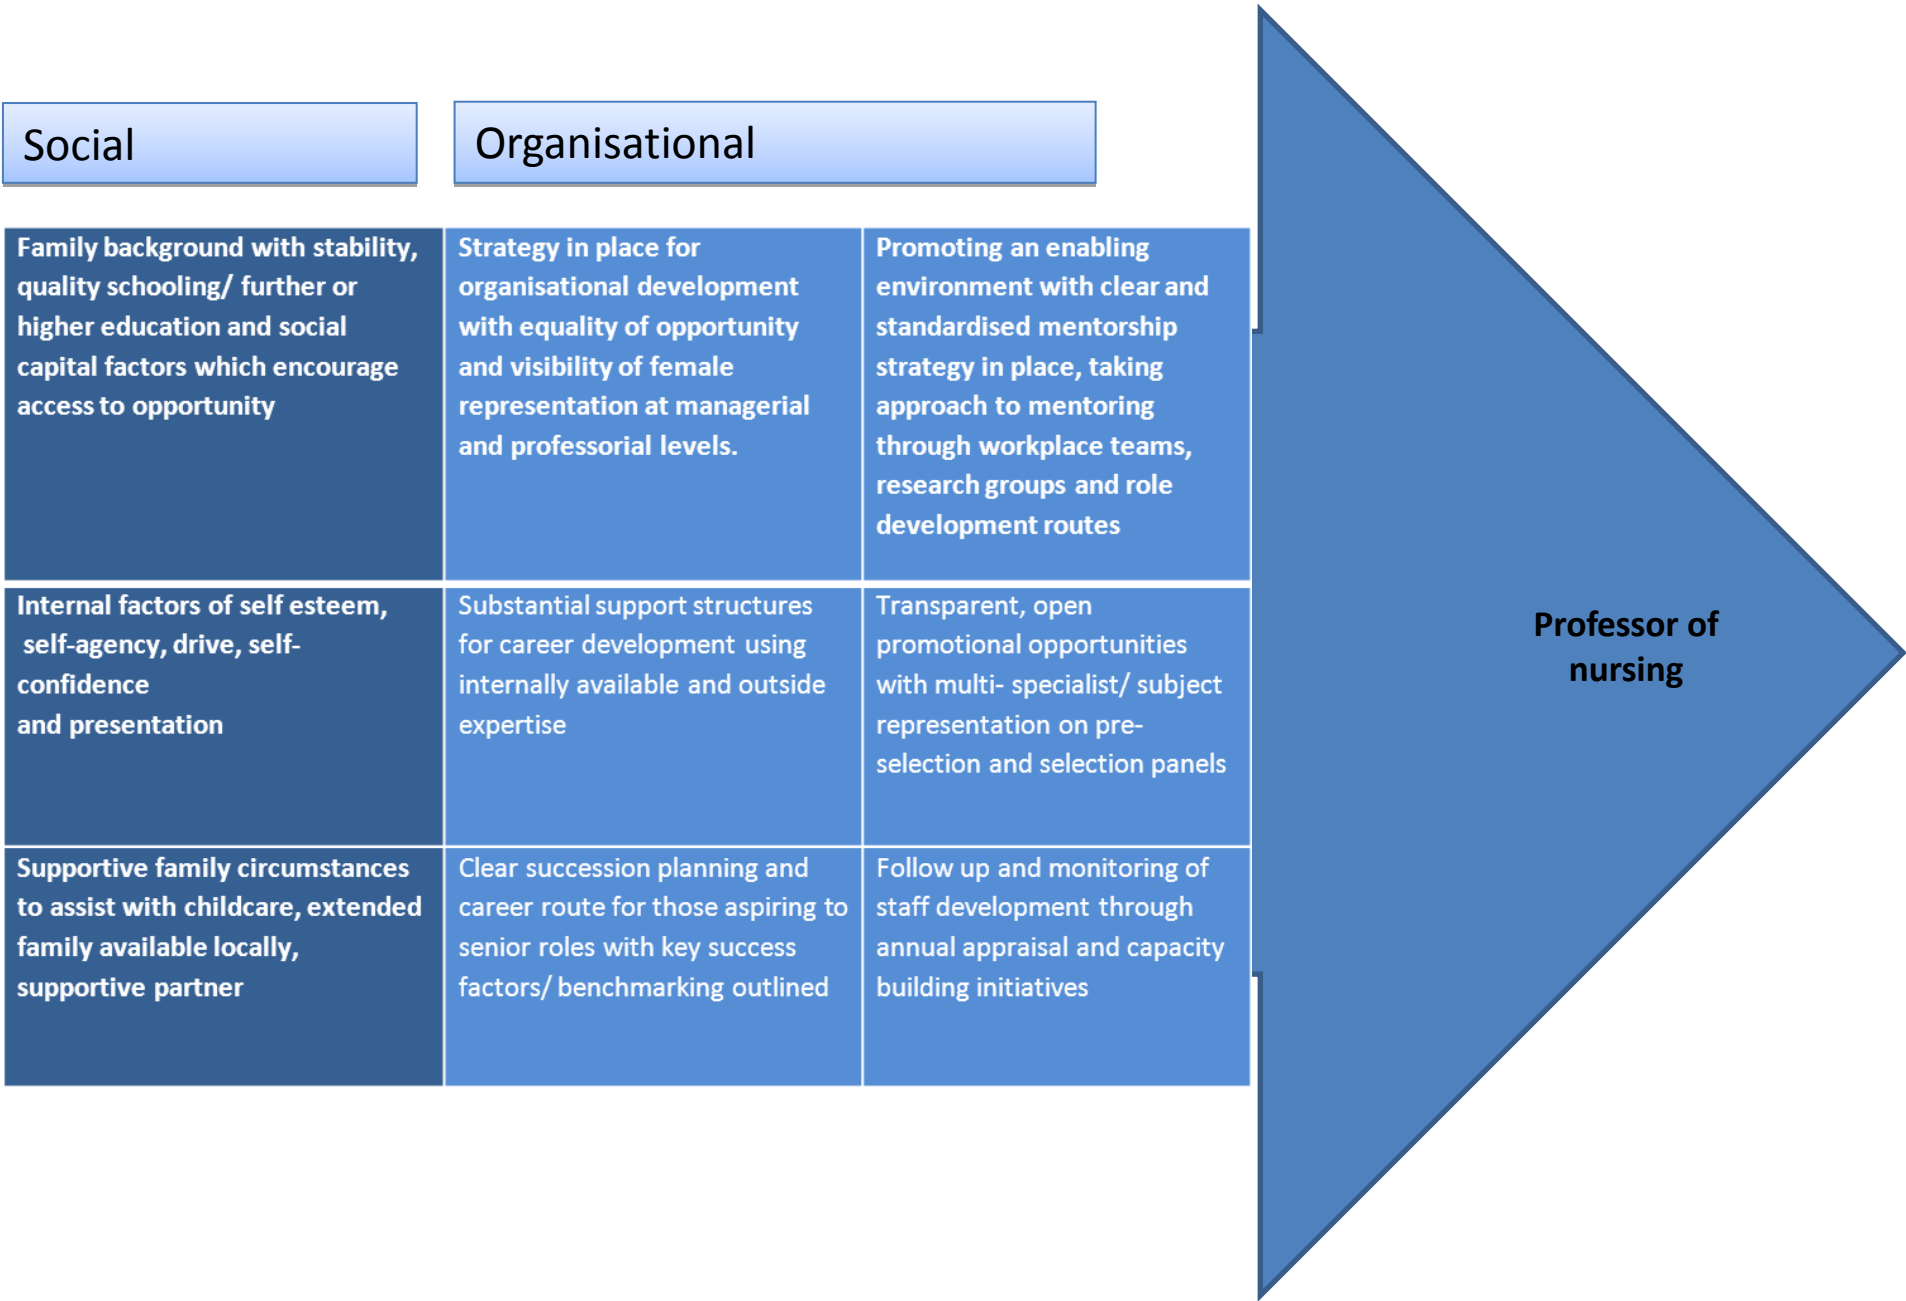 Social
Organisational
Family background with stability,
quality schooling/ further or
higher education and social
capital factors which encourage
access to opportunity
Strategy in place for
organisational development
with equality of opportunity
and visibility of female
representation at managerial
and professorial levels.
Promoting an enabling
environment with clear and
standardised mentorship
strategy in place, taking
approach to mentoring
through workplace teams,
research groups and role
development routes
Internal factors of self esteem,
self-agency, drive, self-
confidence
and presentation
Substantial support structures
for career development using
internally available and outside
expertise
Transparent, open
promotional opportunities
with multi- specialist/ subject
representation on pre-
selection and selection panels
Supportive family circumstances
to assist with childcare, extended
family available locally,
supportive partner
Clear succession planning and
career route for those aspiring to
senior roles with key success
factors/ benchmarking outlined
Follow up and monitoring of
staff development through
annual appraisal and capacity
building initiatives
Professor of
nursing